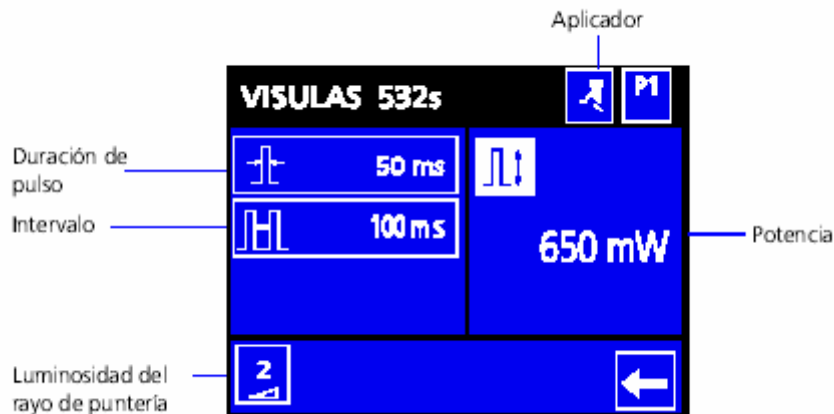 Aplicador
VISULAS 532s
P1
Duración de
pulso
50 ms
Intervalo
100 ms
650 mW
Potencia
2
Luminosidad del
rayo de puntería